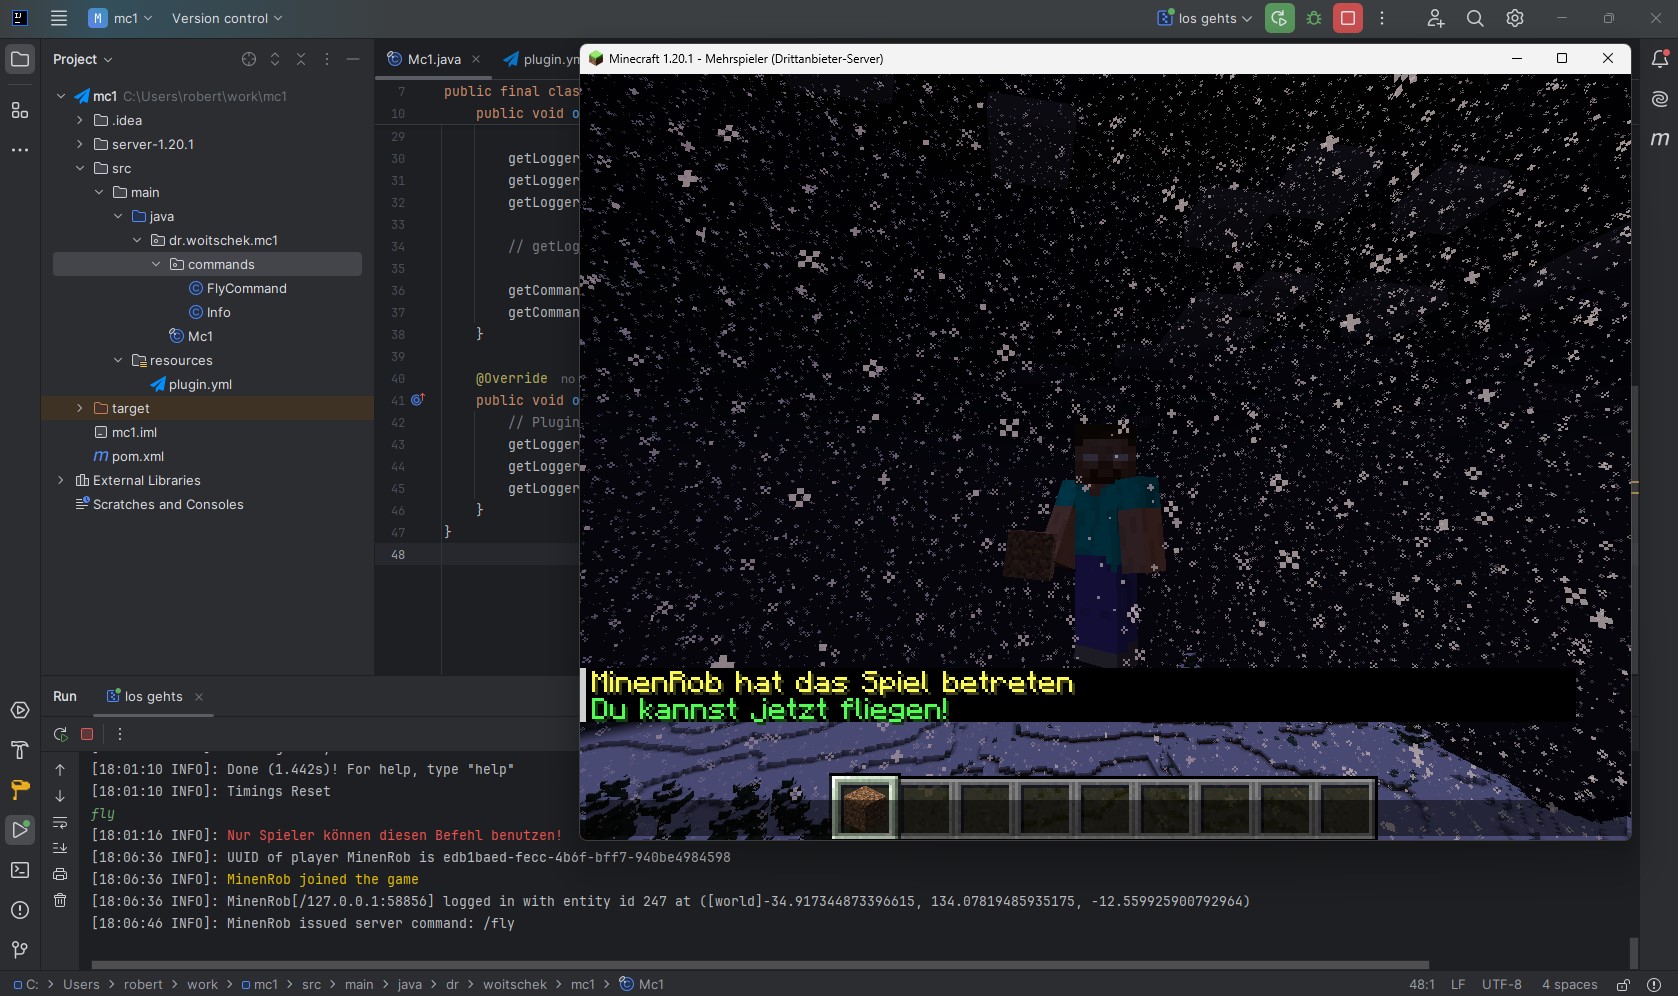 M mc1 Version control los gehts
Project
mc1 C:\Users\robert\work\mc1
.idea
server-1.20.1
src
main
java
dr.woitschek.mc1
commands
FlyCommand
Info
Mc1
resources
plugin.yml
target
mc1.iml
m pom.xml
External Libraries
Scratches and Consoles
Mc1.java plugin.yn
7 public final clas
10 public void o
29
30 getLogger
31 getLogger
32 getLogger
33
34 // getLog
35
36 getComman
37 getComman
38 }
39
40 @Override no
41 public void o
42 // Plugin
43 getLogger
44 getLogger
45 getLogger
46 }
47 }
48
Minecraft 1.20.1 - Mehrspieler (Drittanbieter-Server)
MinenRob hat das Spiel betreten
Du kannst jetzt fliegen!
m
Run los gehts
[18:01:10 INFO]: Done (1.442s)! For help, type "help"
[18:01:10 INFO]: Timings Reset
fly
[18:01:16 INFO]: Nur Spieler können diesen Befehl benutzen!
[18:06:36 INFO]: UUID of player MinenRob is edb1baed-fecc-4b6f-bff7-940be4984598
[18:06:36 INFO]: MinenRob joined the game
[18:06:36 INFO]: MinenRob[/127.0.0.1:58856] logged in with entity id 247 at ([world]-34.917344873396615, 134.07819485935175, -12.559925900792964)
[18:06:46 INFO]: MinenRob issued server command: /fly
C: > Users > robert > work > mc1 > src > main > java > dr > woitschek > mc1 > Mc1 48:1 LF UTF-8 4 spaces